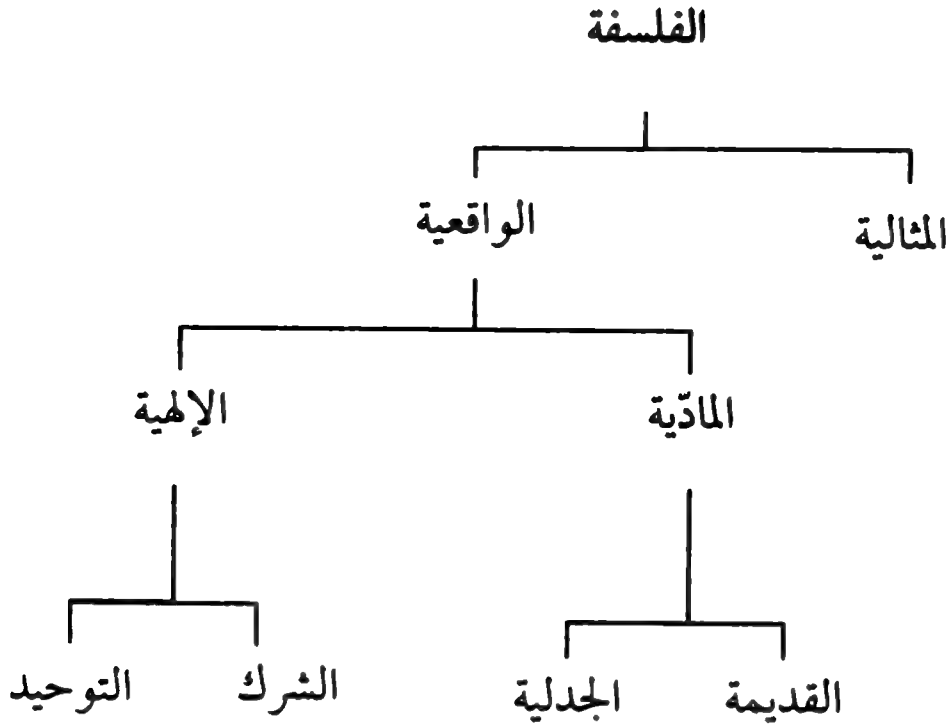 الفلسفة
المثالية الواقعية
المادّية الإلهية
القديمة الجدلية الشرك التوحيد